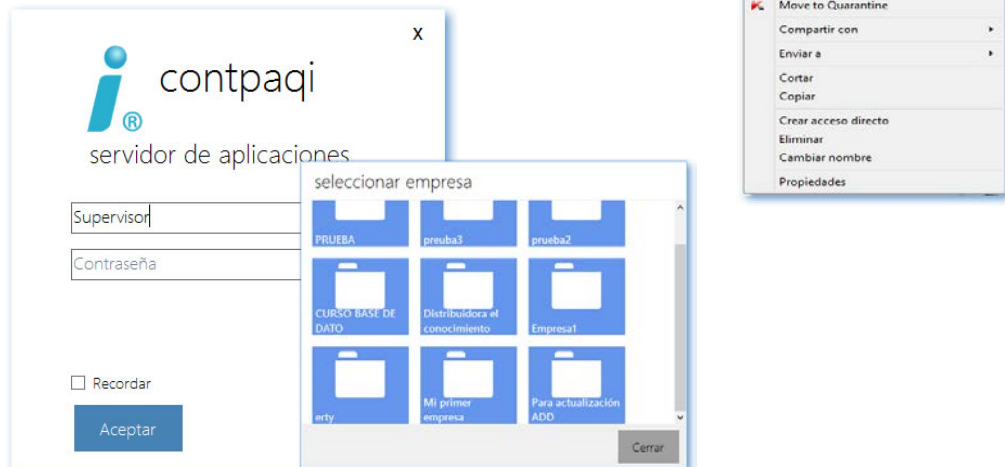 X
contpaqi
®
servidor de aplicaciones
Supervisor
Contraseña
Recordar
Aceptar
seleccionar empresa
PRUEBA
preuba3
prueba2
CURSO BASE DE
DATO
Distribuidora el
conocimiento
Empresa1
erty
Mi primer
empresa
Para actualización
ADD
Cerrar
Move to Quarantine
Compartir con
Enviar a
Cortar
Copiar
Crear acceso directo
Eliminar
Cambiar nombre
Propiedades